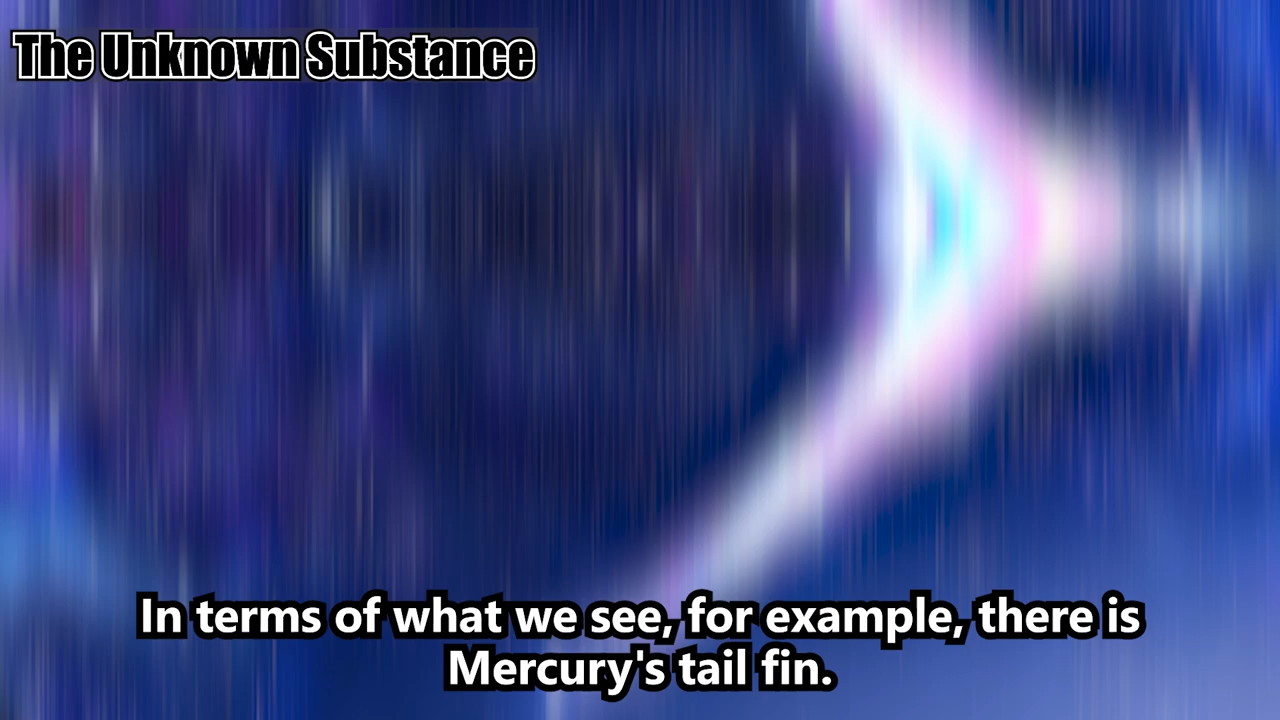 The Unknown Substance
In terms of what we see, for example, there is
Mercury's tail fin.